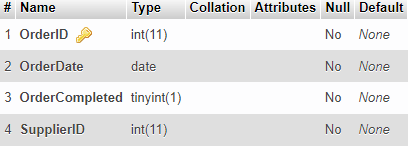 # Name Type Collation Attributes Null Default
1 OrderID int(11) No None
2 OrderDate date No None
3 OrderCompleted tinyint(1) No None
4 SupplierID int(11) No None